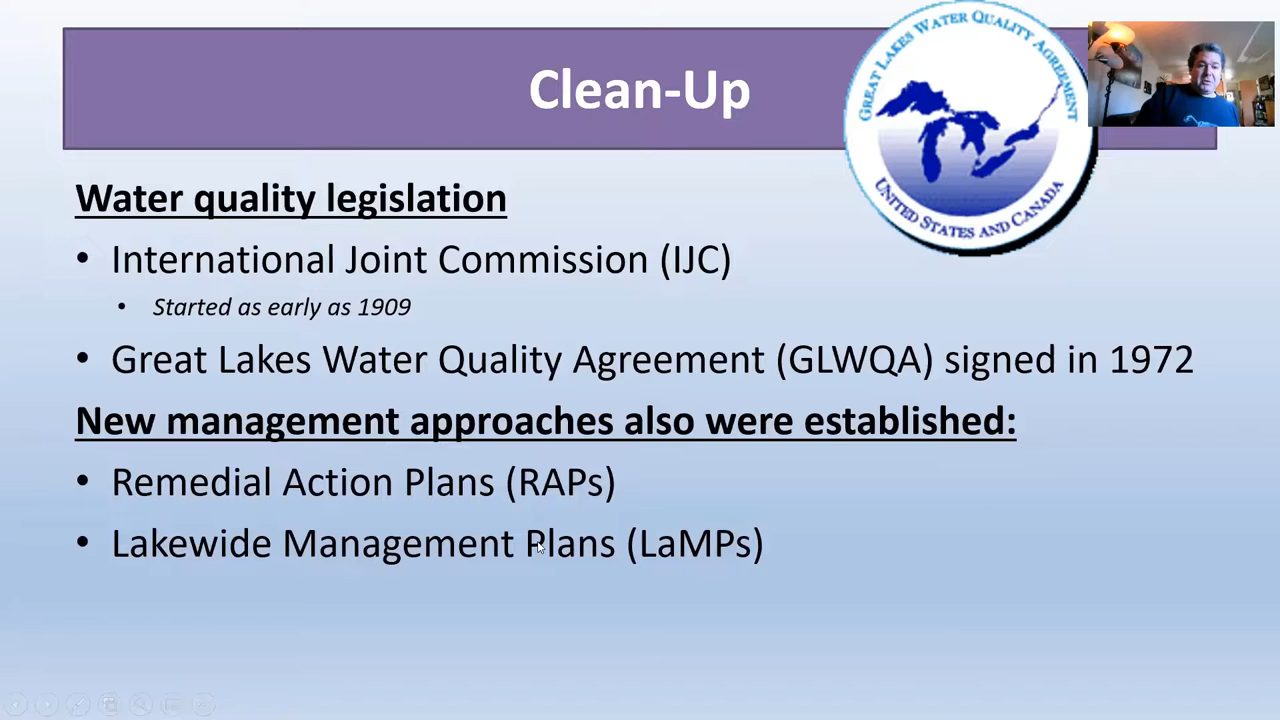 Clean-Up
GREAT LAKES WATER QUALITY AGREEMENT
UNITED STATES AND CANADA
Water quality legislation
• International Joint Commission (IJC)
• Started as early as 1909
• Great Lakes Water Quality Agreement (GLWQA) signed in 1972
New management approaches also were established:
• Remedial Action Plans (RAPs)
• Lakewide Management Plans (LaMPs)